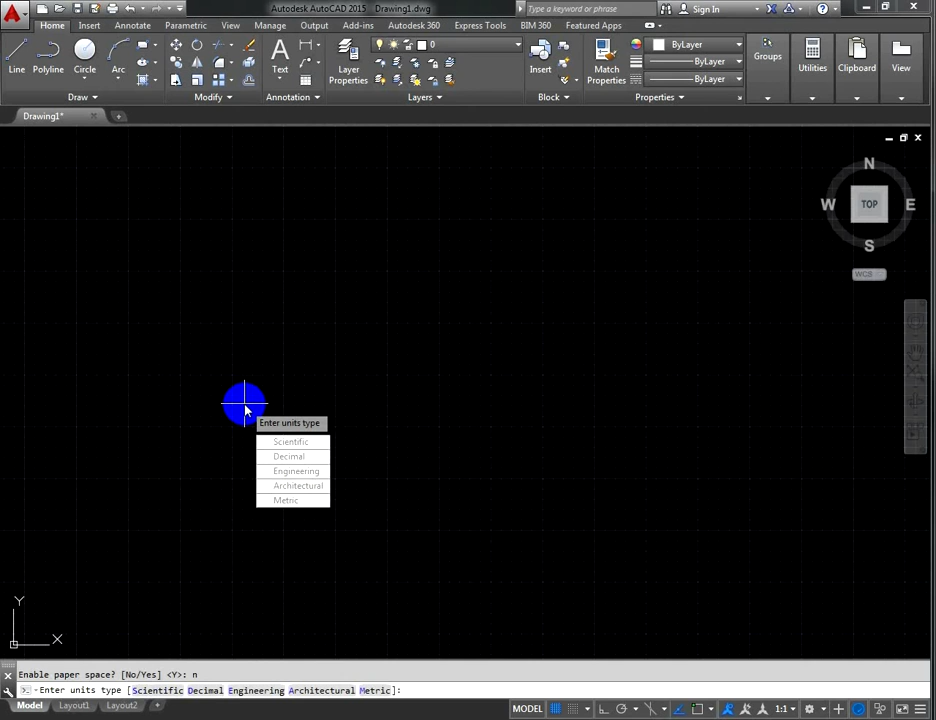 Autodesk AutoCAD 2015 Drawing1.dwg
Type a keyword or phrase
Sign In
Home Insert Annotate Parametric View Manage Output Add-ins Autodesk 360 Express Tools BIM 360 Featured Apps
0
ByLayer
ByLayer
ByLayer
Line Polyline Circle Arc Text Layer Properties Insert Match Properties Groups Utilities Clipboard View
Draw Modify Annotation Layers Block Properties
Drawing1*
N
W TOP E
S
WCS
Enter units type
Scientific
Decimal
Engineering
Architectural
Metric
Y
X
Enable paper space? [No/Yes] <Y>: n
-Enter units type [Scientific Decimal Engineering Architectural Metric]:
Model Layout1 Layout2 + MODEL 1:1